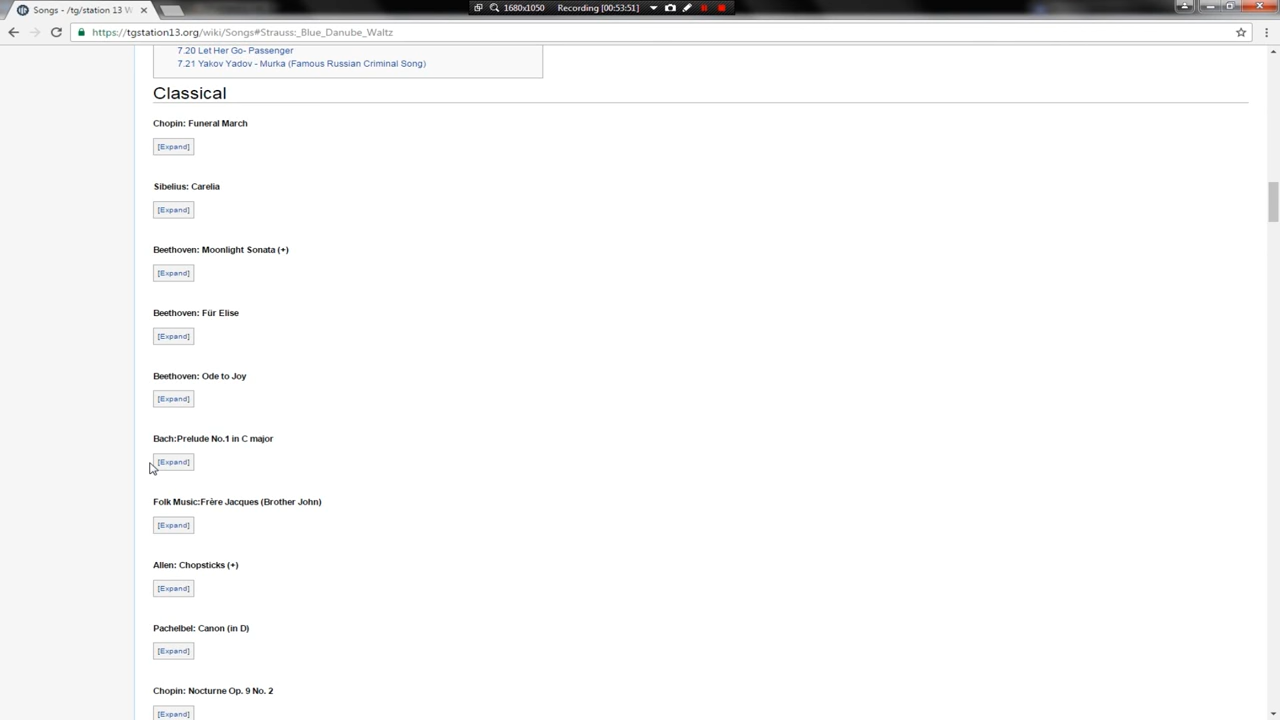 Songs - /tg/station 13 W
1680x1050
Recording [00:53:51]
https://tgstation13.org/wiki/Songs#Strauss:_Blue_Danube_Waltz
7.20 Let Her Go- Passenger
7.21 Yakov Yadov - Murka (Famous Russian Criminal Song)
Classical
Chopin: Funeral March
[Expand]
Sibelius: Carelia
[Expand]
Beethoven: Moonlight Sonata (+)
[Expand]
Beethoven: Für Elise
[Expand]
Beethoven: Ode to Joy
[Expand]
Bach:Prelude No.1 in C major
[Expand]
Folk Music:Frère Jacques (Brother John)
[Expand]
Allen: Chopsticks (+)
[Expand]
Pachelbel: Canon (in D)
[Expand]
Chopin: Nocturne Op. 9 No. 2
[Expand]